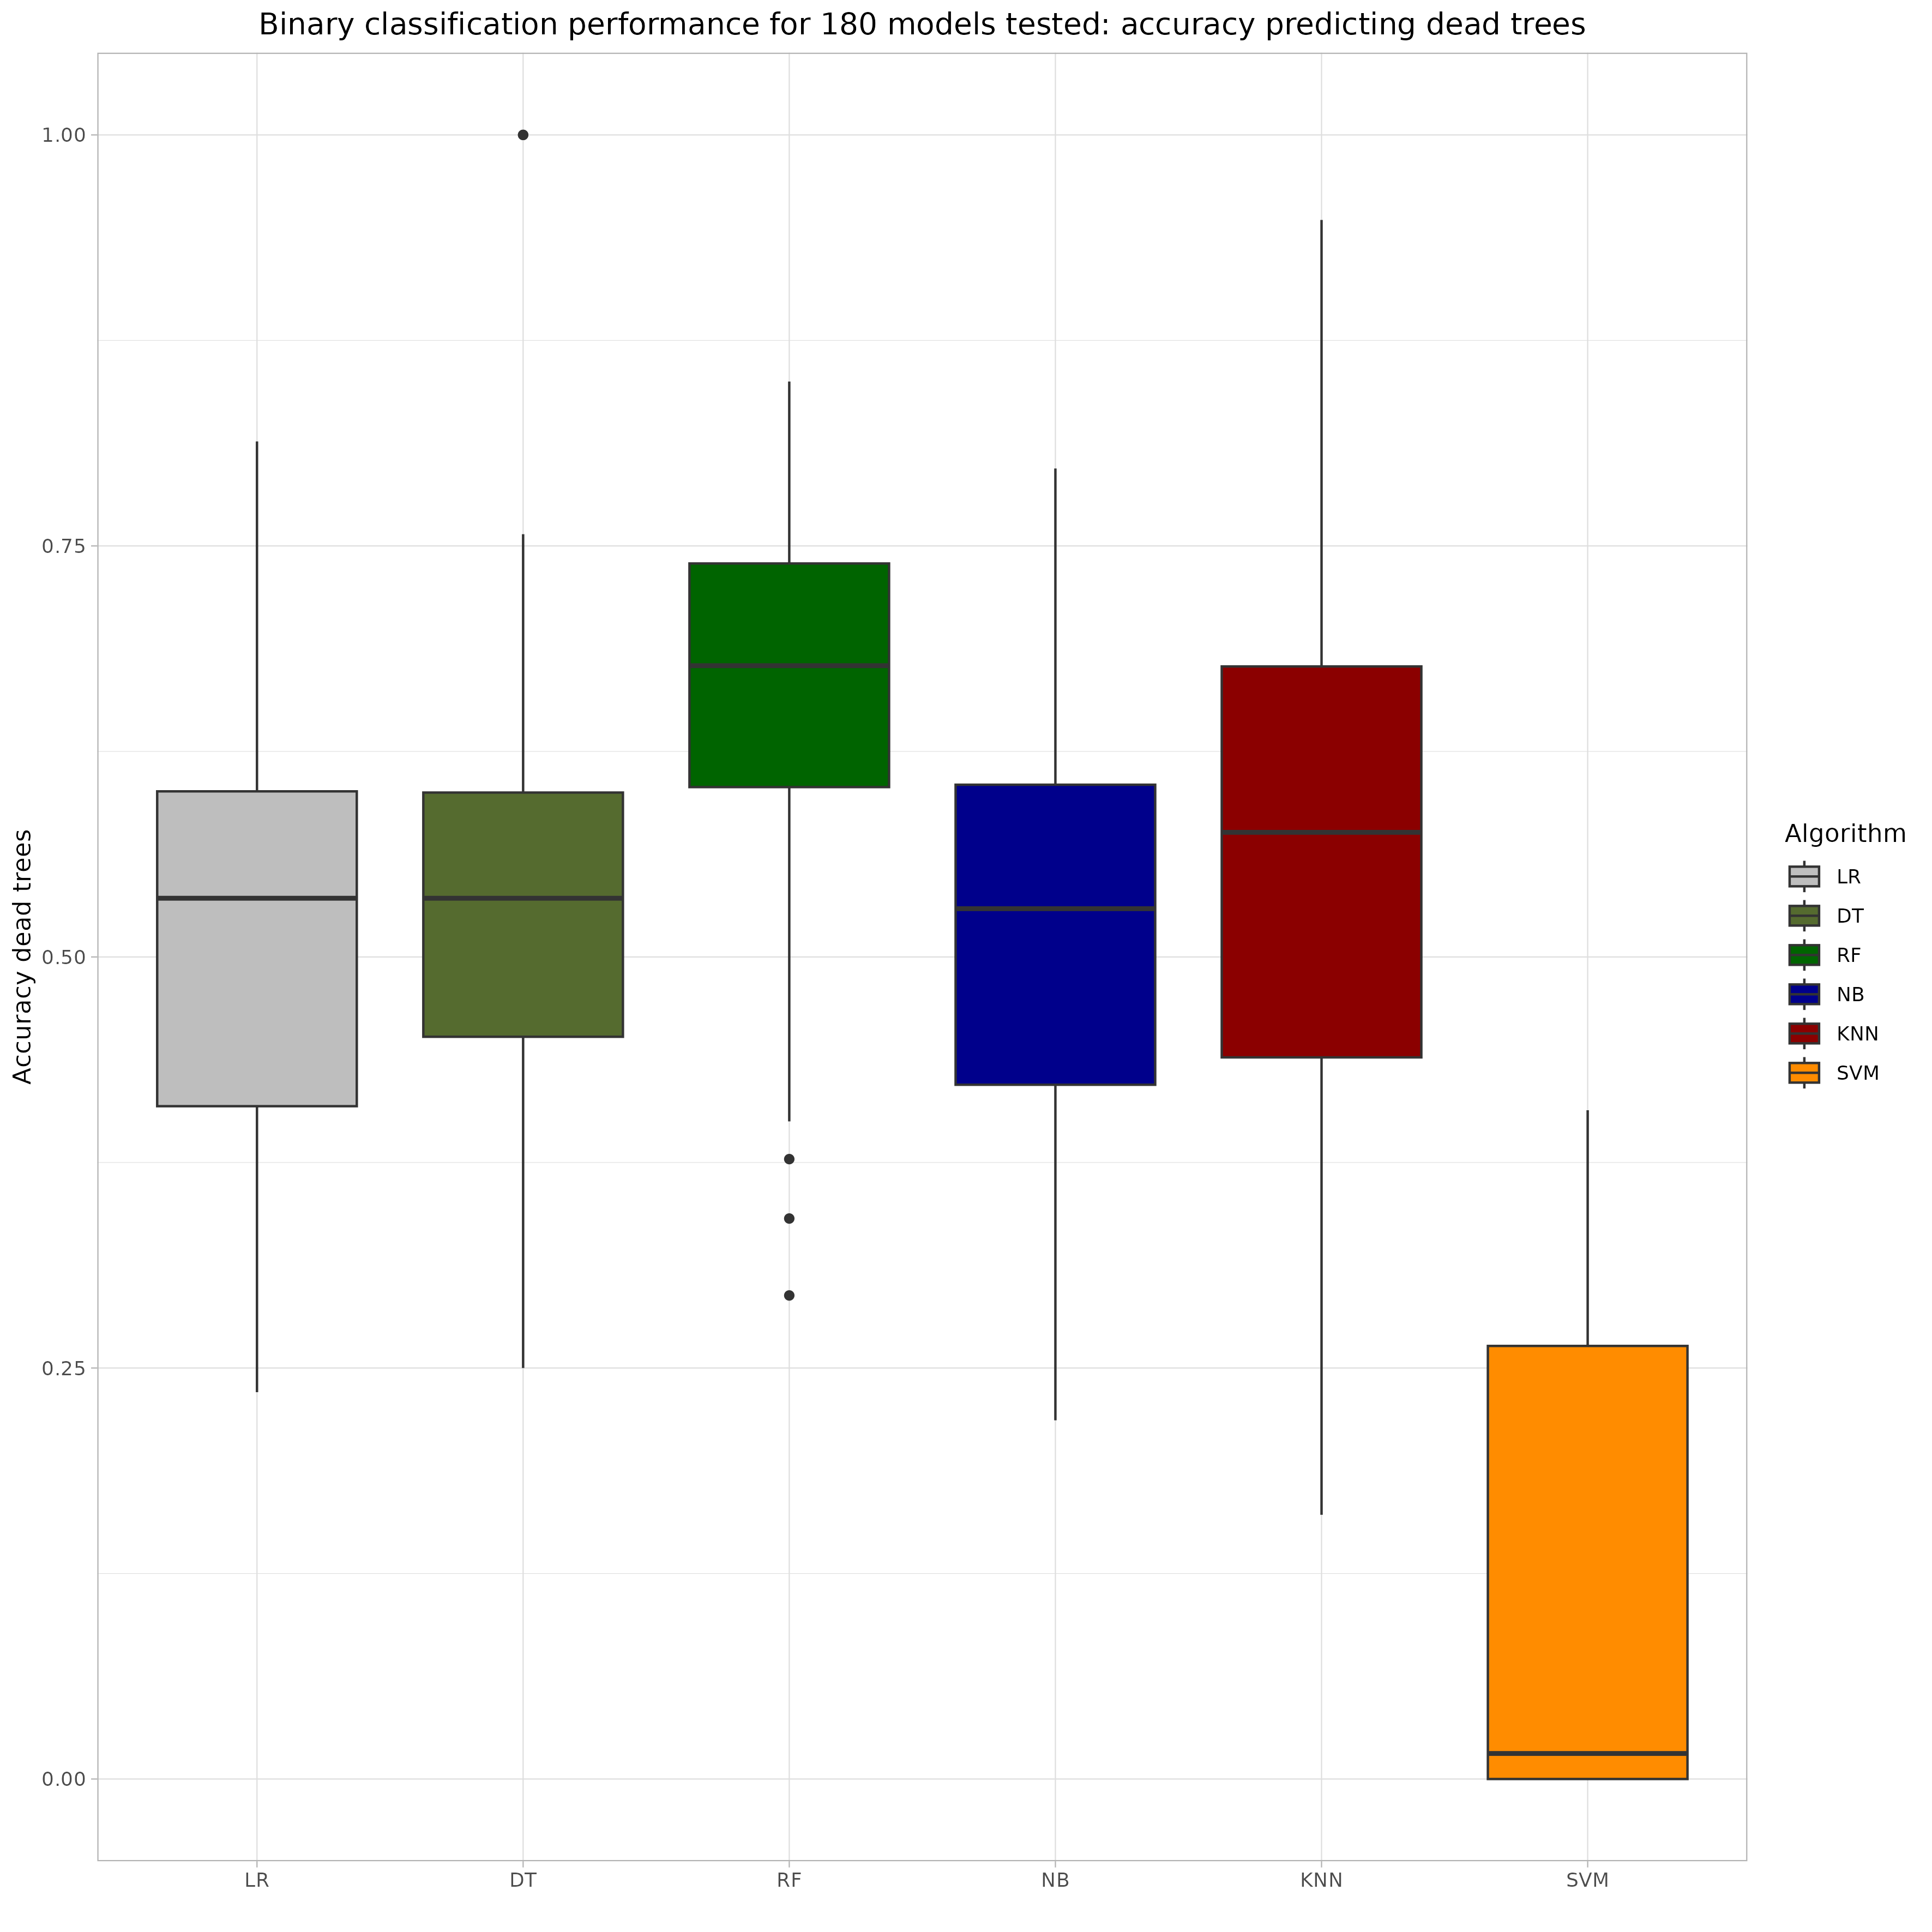 Binary classification performance for 180 models tested: accuracy predicting dead trees
Accuracy dead trees
1.00
0.75
0.50
0.25
0.00
LR DT RF NB KNN SVM
Algorithm
LR
DT
RF
NB
KNN
SVM